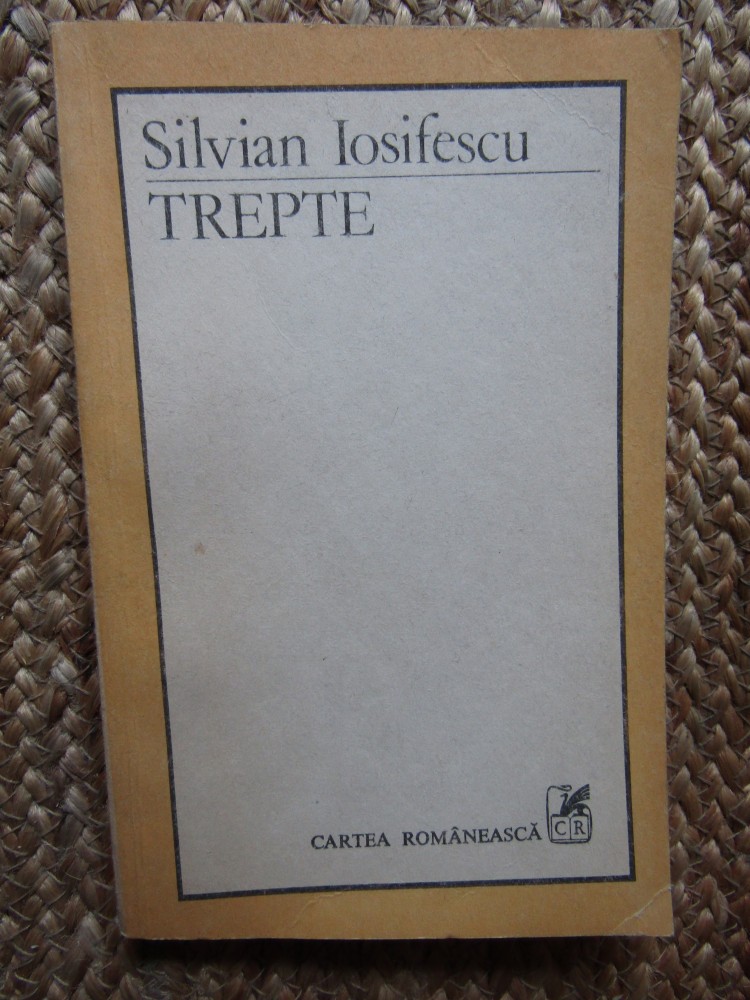 Silvian Iosifescu
TREPTE
CARTEA ROMÂNEASCĂ
CR